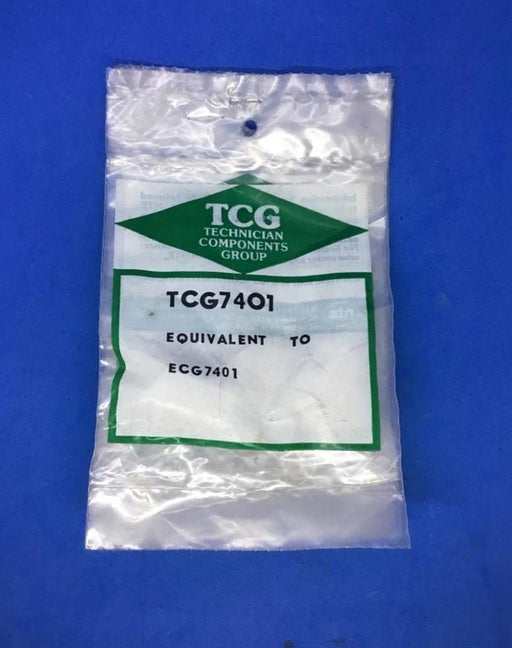 TCG
TECHNICIAN
COMPONENTS
GROUP
TCG7401
EQUIVALENT TO
ECG7401